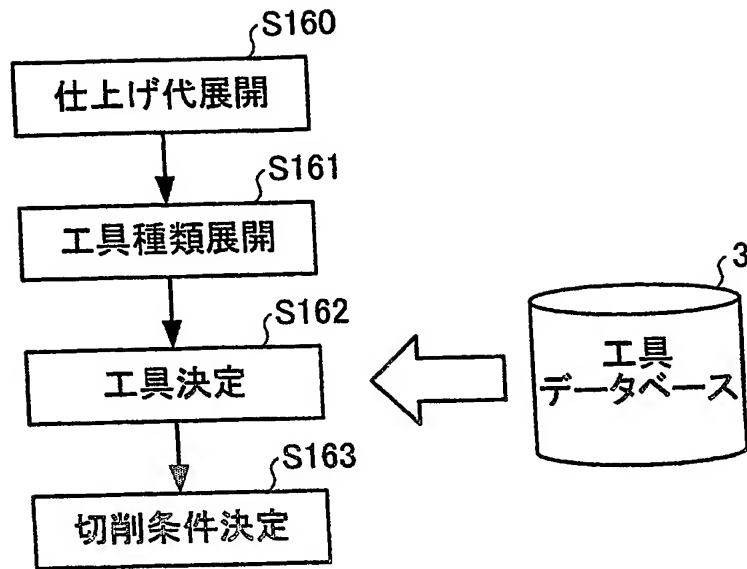 S160
仕上げ代展開
S161
工具種類展開
S162
工具決定
3
工具
データベース
S163
切削条件決定